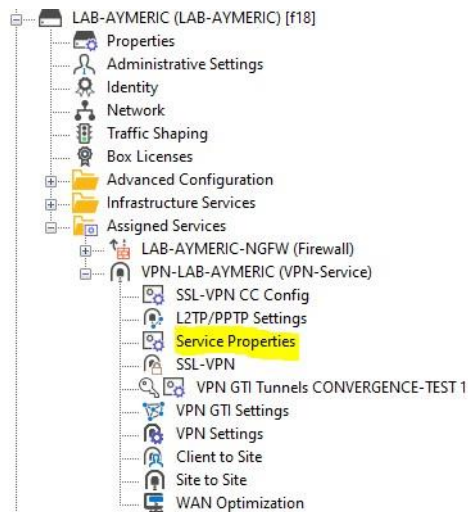 LAB-AYMERIC (LAB-AYMERIC) [f18]
Properties
Administrative Settings
Identity
Network
Traffic Shaping
Box Licenses
Advanced Configuration
Infrastructure Services
Assigned Services
LAB-AYMERIC-NGFW (Firewall)
VPN-LAB-AYMERIC (VPN-Service)
SSL-VPN CC Config
L2TP/PPTP Settings
Service Properties
SSL-VPN
VPN GTI Tunnels CONVERGENCE-TEST 1
VPN GTI Settings
VPN Settings
Client to Site
Site to Site
WAN Optimization